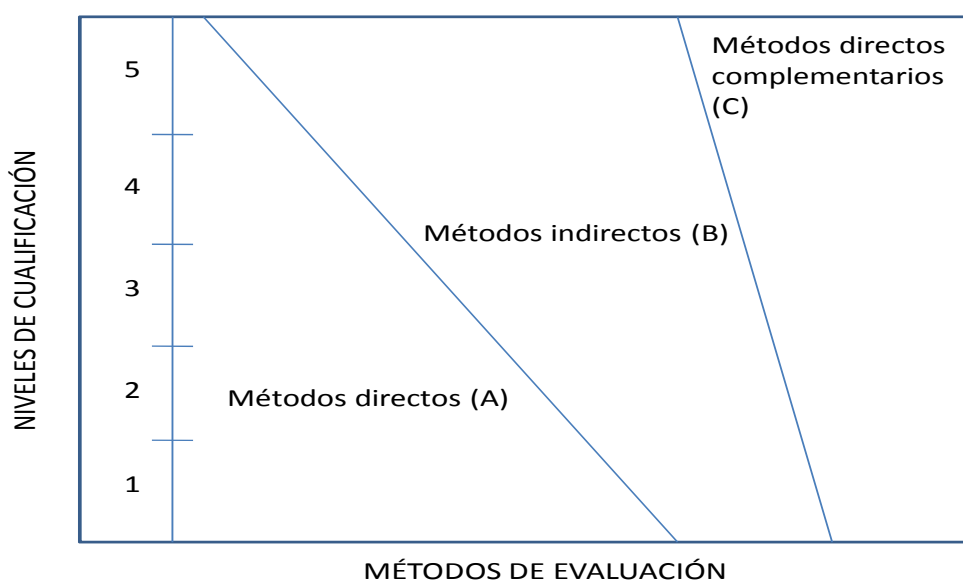 Métodos directos
complementarios
(C)
5
4
Métodos indirectos (B)
3
2
Métodos directos (A)
1
NIVELES DE CUALIFICACIÓN
MÉTODOS DE EVALUACIÓN